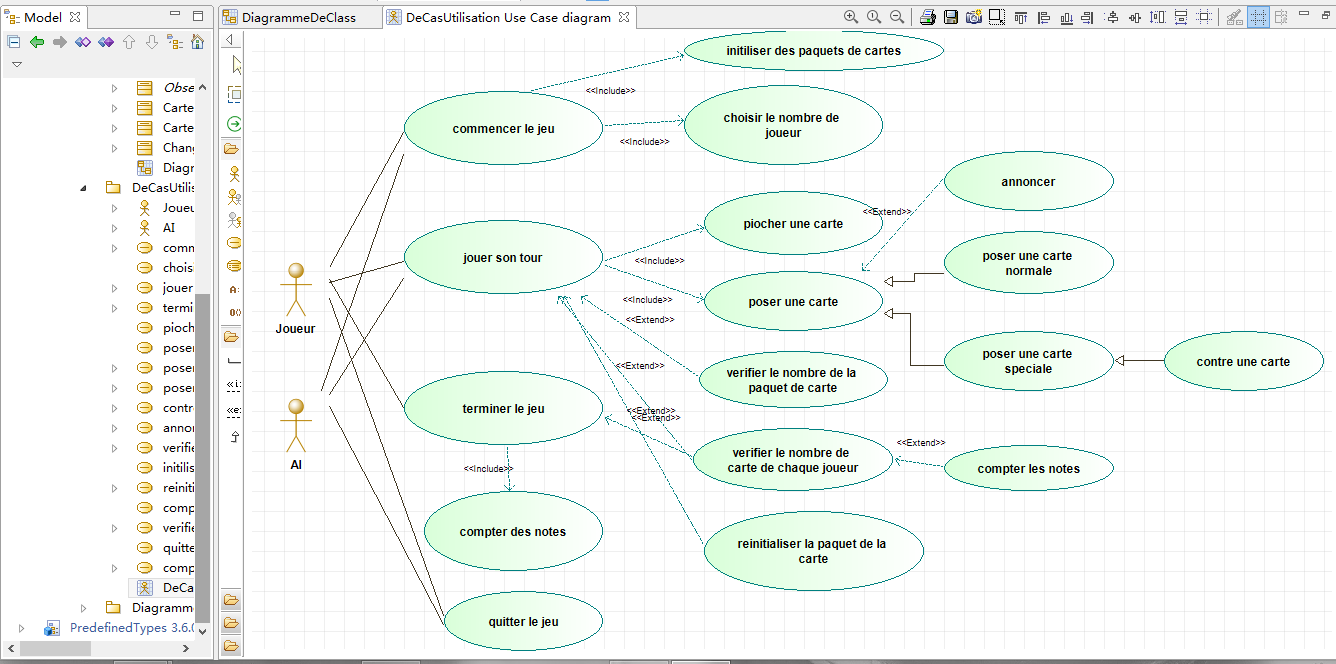 Model
DiagrammeDeClass
DeCasUtilisation Use Case diagram
Obse
Carte
Carte
Chang
Diagr
DeCasUtilis
Joueu
AI
comm
choisi
jouer
termi
pioch
poser
poser
poser
contr
anno
verifie
initilis
reiniti
comp
verifie
quitte
comp
DeCa
Diagramm
PredefinedTypes 3.6.0
A:
initiliser des paquets de cartes
<<Include>>
commencer le jeu
choisir le nombre de
joueur
<<Include>>
annoncer
<<Extend>>
piocher une carte
jouer son tour
<<Include>>
poser une carte
normale
poser une carte
<<Include>>
<<Extend>>
Joueur
poser une carte
speciale
contre une carte
<<Extend>>
verifier le nombre de la
paquet de carte
terminer le jeu
<<Extend>>
<<Extend>>
AI
verifier le nombre de
carte de chaque joueur
<<Extend>>
compter les notes
<<Include>>
compter des notes
reinitialiser la paquet de la
carte
quitter le jeu